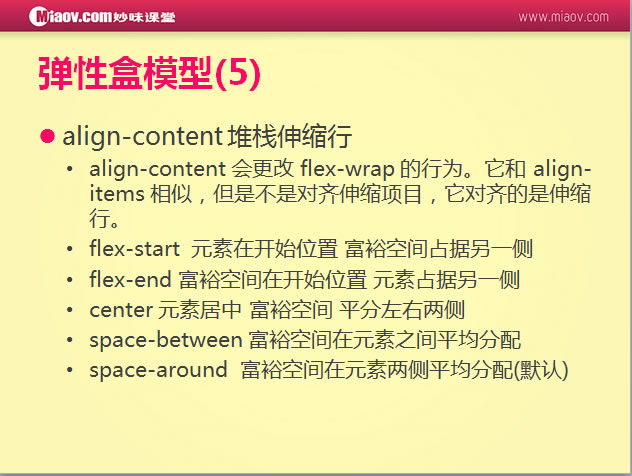 Miaov.com 妙味课堂
www.miaov.com
弹性盒模型(5)
align-content 堆栈伸缩行
align-content 会更改 flex-wrap 的行为。它和 align-
items 相似，但是不是对齐伸缩项目，它对齐的是伸缩
行。
flex-start 元素在开始位置 富裕空间占据另一侧
flex-end 富裕空间在开始位置 元素占据另一侧
center 元素居中 富裕空间 平分左右两侧
space-between 富裕空间在元素之间平均分配
space-around 富裕空间在元素两侧平均分配(默认)